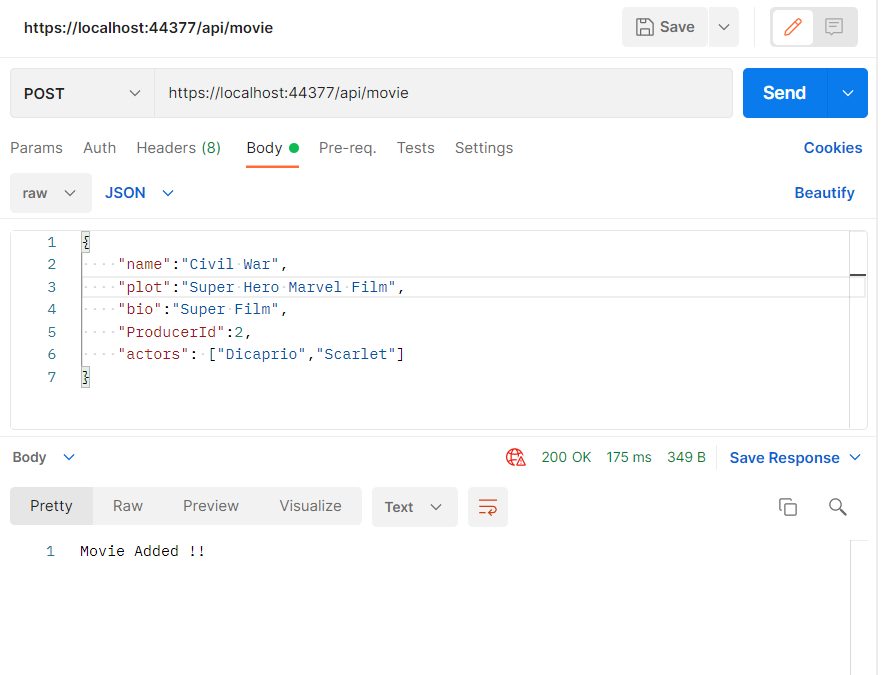 https://localhost:44377/api/movie
Save
POST
https://localhost:44377/api/movie
Send
Params Auth Headers (8) Body Pre-req. Tests Settings Cookies
raw JSON Beautify
1 {
2 "name":"Civil War",
3 "plot":"Super Hero Marvel Film",
4 "bio":"Super Film",
5 "ProducerId":2,
6 "actors": ["Dicaprio","Scarlet"]
7 }
Body 200 OK 175 ms 349 B Save Response
Pretty Raw Preview Visualize Text
1 Movie Added !!